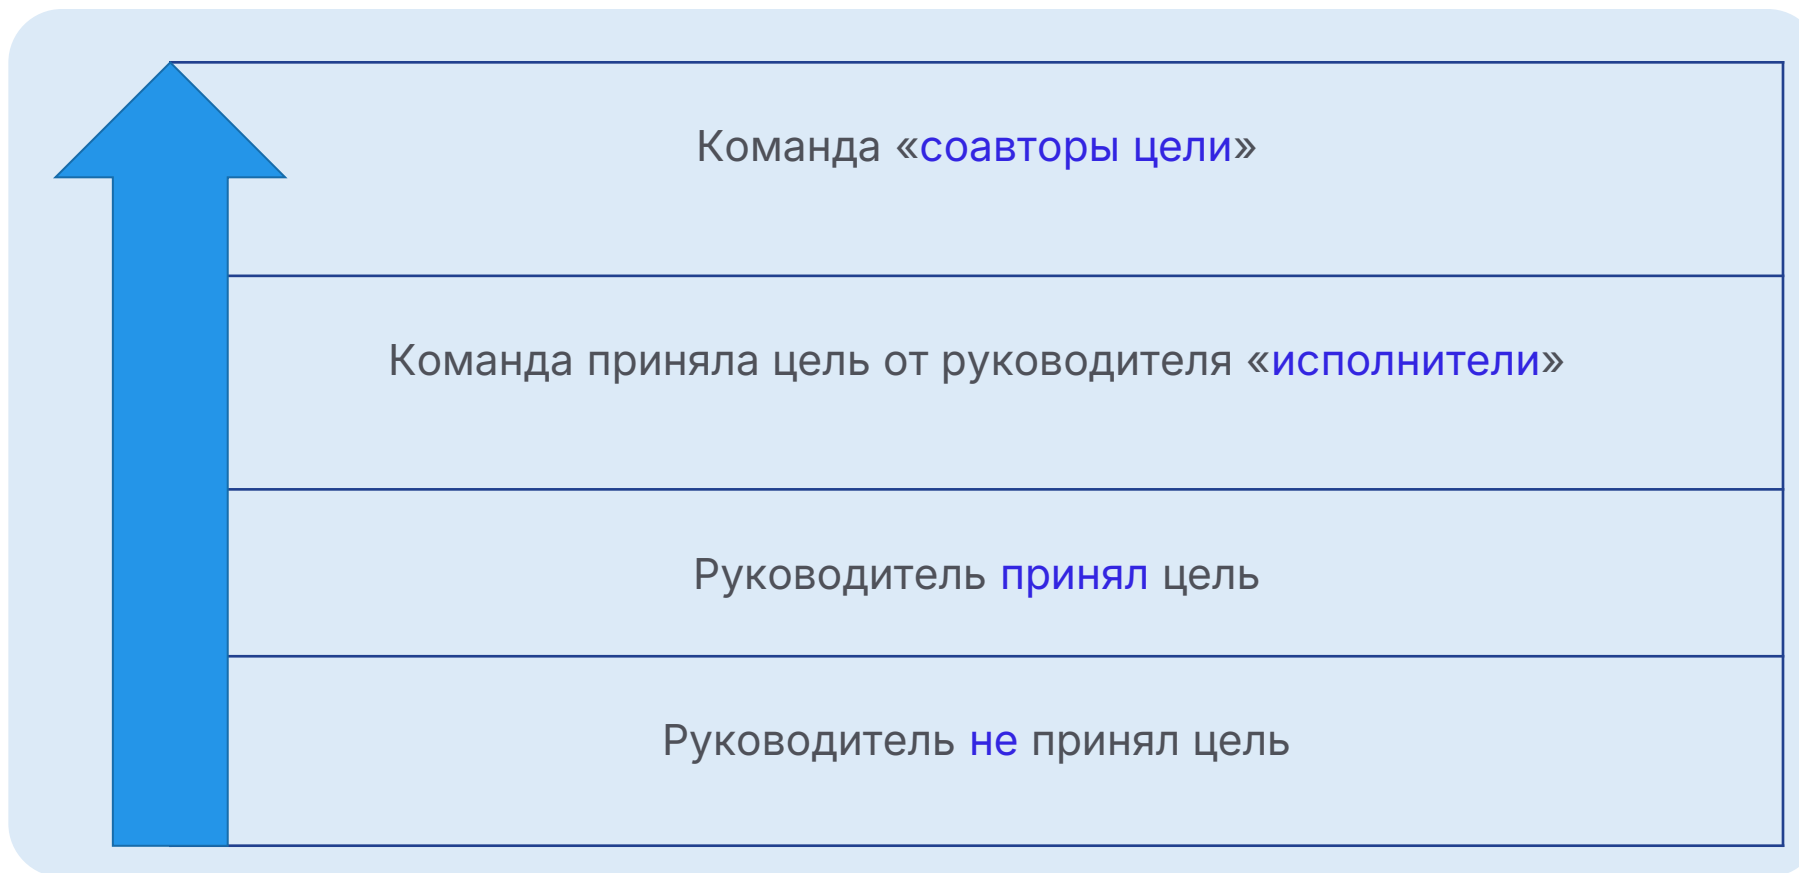 Команда «соавторы цели»
Команда приняла цель от руководителя «исполнители»
Руководитель принял цель
Руководитель не принял цель